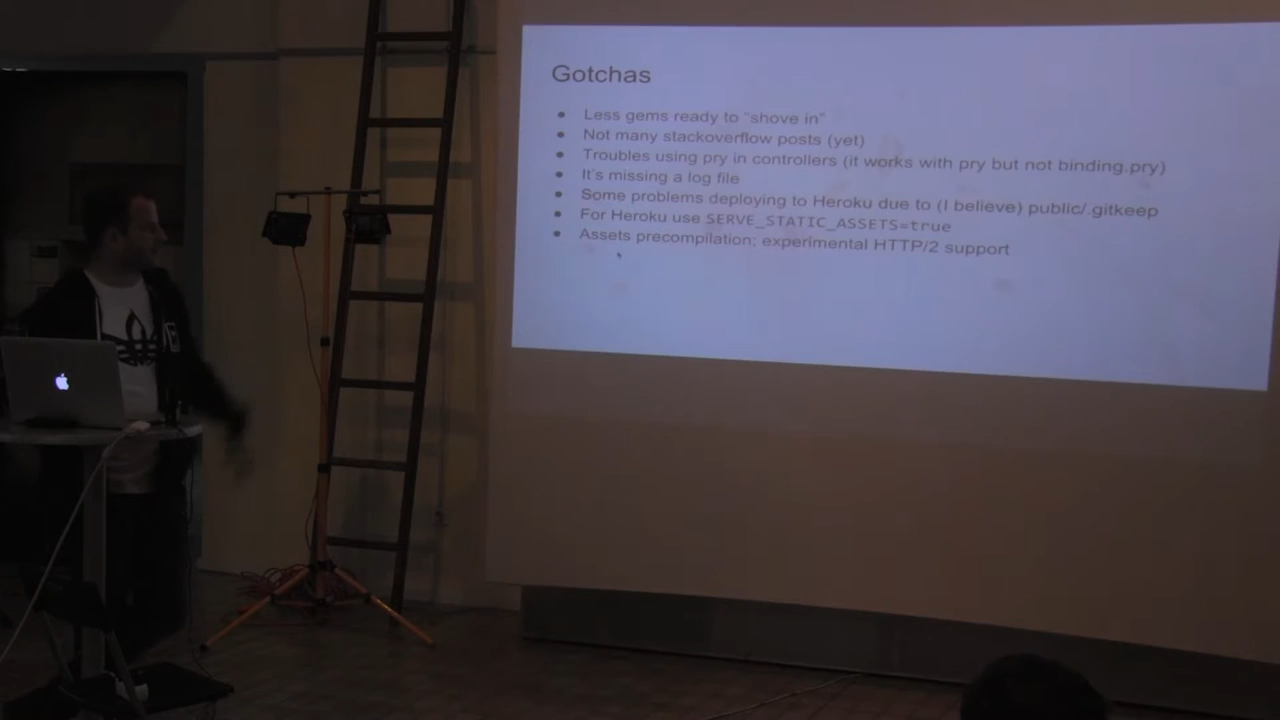 Gotchas
● Less gems ready to “shove in”
● Not many stackoverflow posts (yet)
● Troubles using pry in controllers (it works with pry but not binding.pry)
● It's missing a log file
● Some problems deploying to Heroku due to (I believe) public/.gitkeep
● For Heroku use SERVE_STATIC_ASSETS=true
● Assets precompilation; experimental HTTP/2 support